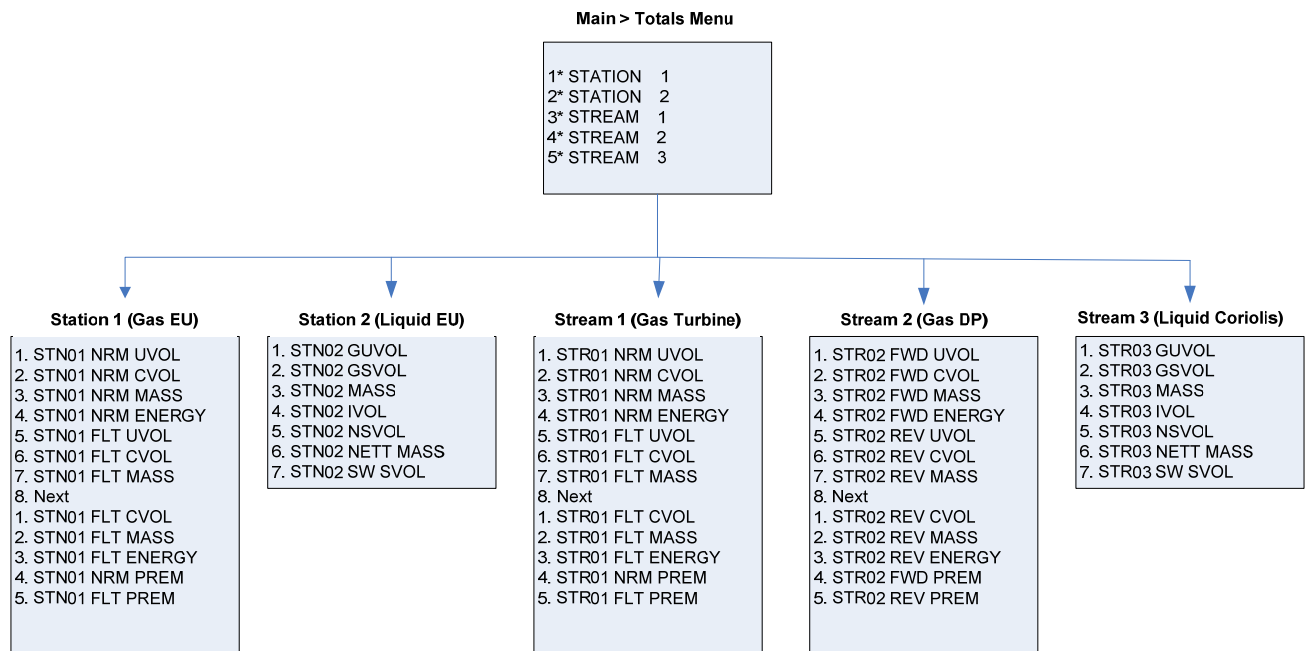 Main > Totals Menu
1* STATION 1
2* STATION 2
3* STREAM 1
4* STREAM 2
5* STREAM 3
Station 1 (Gas EU)
1. STN01 NRM UVOL
2. STN01 NRM CVOL
3. STN01 NRM MASS
4. STN01 NRM ENERGY
5. STN01 FLT UVOL
6. STN01 FLT CVOL
7. STN01 FLT MASS
8. Next
1. STN01 FLT CVOL
2. STN01 FLT MASS
3. STN01 FLT ENERGY
4. STN01 NRM PREM
5. STN01 FLT PREM
Station 2 (Liquid EU)
1. STN02 GUVOL
2. STN02 GSVOL
3. STN02 MASS
4. STN02 IVOL
5. STN02 NSVOL
6. STN02 NETT MASS
7. STN02 SW SVOL
Stream 1 (Gas Turbine)
1. STR01 NRM UVOL
2. STR01 NRM CVOL
3. STR01 NRM MASS
4. STR01 NRM ENERGY
5. STR01 FLT UVOL
6. STR01 FLT CVOL
7. STR01 FLT MASS
8. Next
1. STR01 FLT CVOL
2. STR01 FLT MASS
3. STR01 FLT ENERGY
4. STR01 NRM PREM
5. STR01 FLT PREM
Stream 2 (Gas DP)
1. STR02 FWD UVOL
2. STR02 FWD CVOL
3. STR02 FWD MASS
4. STR02 FWD ENERGY
5. STR02 REV UVOL
6. STR02 REV CVOL
7. STR02 REV MASS
8. Next
1. STR02 REV CVOL
2. STR02 REV MASS
3. STR02 REV ENERGY
4. STR02 FWD PREM
5. STR02 REV PREM
Stream 3 (Liquid Coriolis)
1. STR03 GUVOL
2. STR03 GSVOL
3. STR03 MASS
4. STR03 IVOL
5. STR03 NSVOL
6. STR03 NETT MASS
7. STR03 SW SVOL